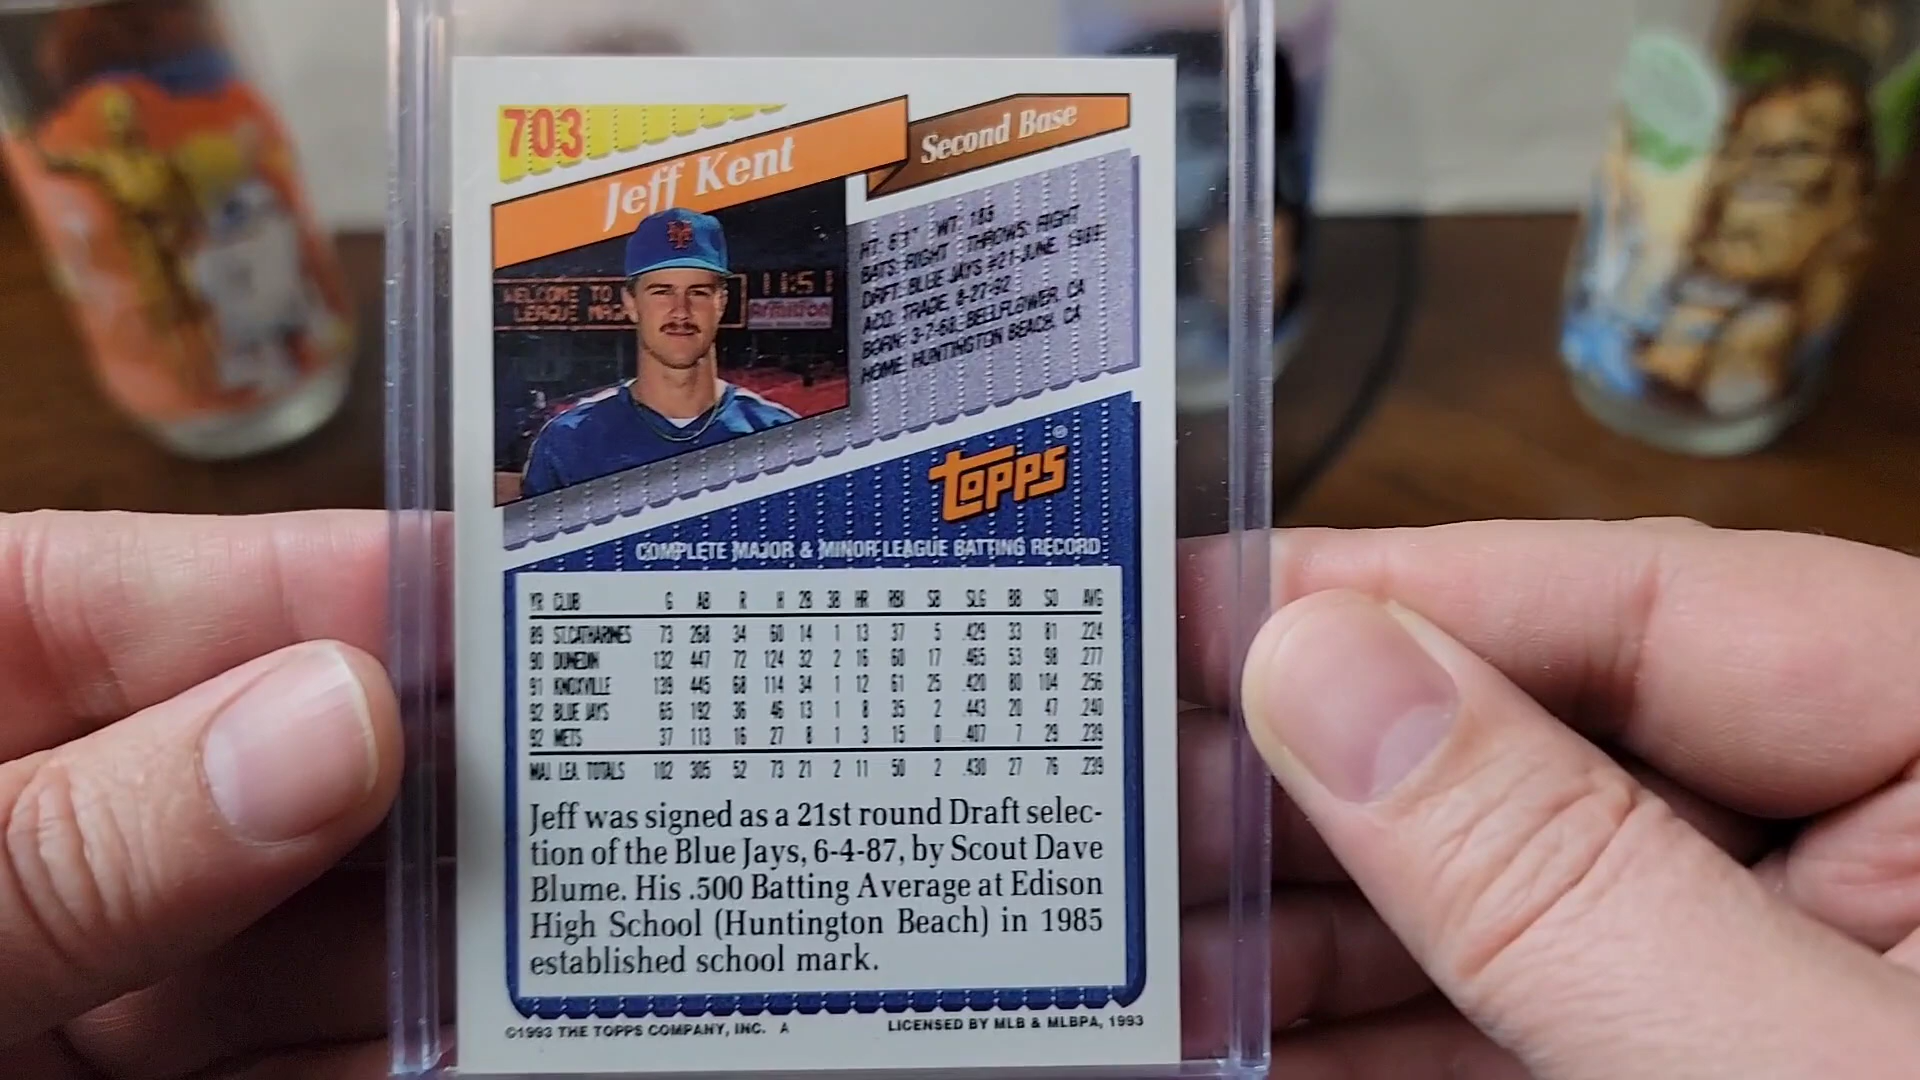 703
Jeff Kent
Second Base
HT: 6'1" WT: 185
BATS: RIGHT THROWS: RIGHT
DRFT: BLUE JAYS #21-JUNE, 1989
ACQ: TRADE, 8-27-92
BORN: 3-7-68, BELLFLOWER, CA
HOME: HUNTINGTON BEACH, CA
WELCOME TO
LEAGUE
11:51
Armitron
topps
COMPLETE MAJOR & MINOR LEAGUE BATTING RECORD
YR CLUB G AB R H 2B 3B HR RBI SB SLG BB SO AVG
89 ST.CATHARINES 73 268 34 60 14 1 13 37 5 .429 33 81 .224
90 DUNEDIN 132 447 72 124 32 2 16 60 17 .465 53 98 .277
91 KNOXVILLE 139 445 68 114 34 1 12 61 25 .420 80 104 .256
92 BLUE JAYS 65 192 36 46 13 1 8 35 2 .443 20 47 .240
92 METS 37 113 16 27 8 1 3 15 0 .407 7 29 .239
MAJ. LEA. TOTALS 102 305 52 73 21 2 11 50 2 .430 27 76 .239
Jeff was signed as a 21st round Draft selec-
tion of the Blue Jays, 6-4-87, by Scout Dave
Blume. His .500 Batting Average at Edison
High School (Huntington Beach) in 1985
established school mark.
©1993 THE TOPPS COMPANY, INC. A
LICENSED BY MLB & MLBPA, 1993